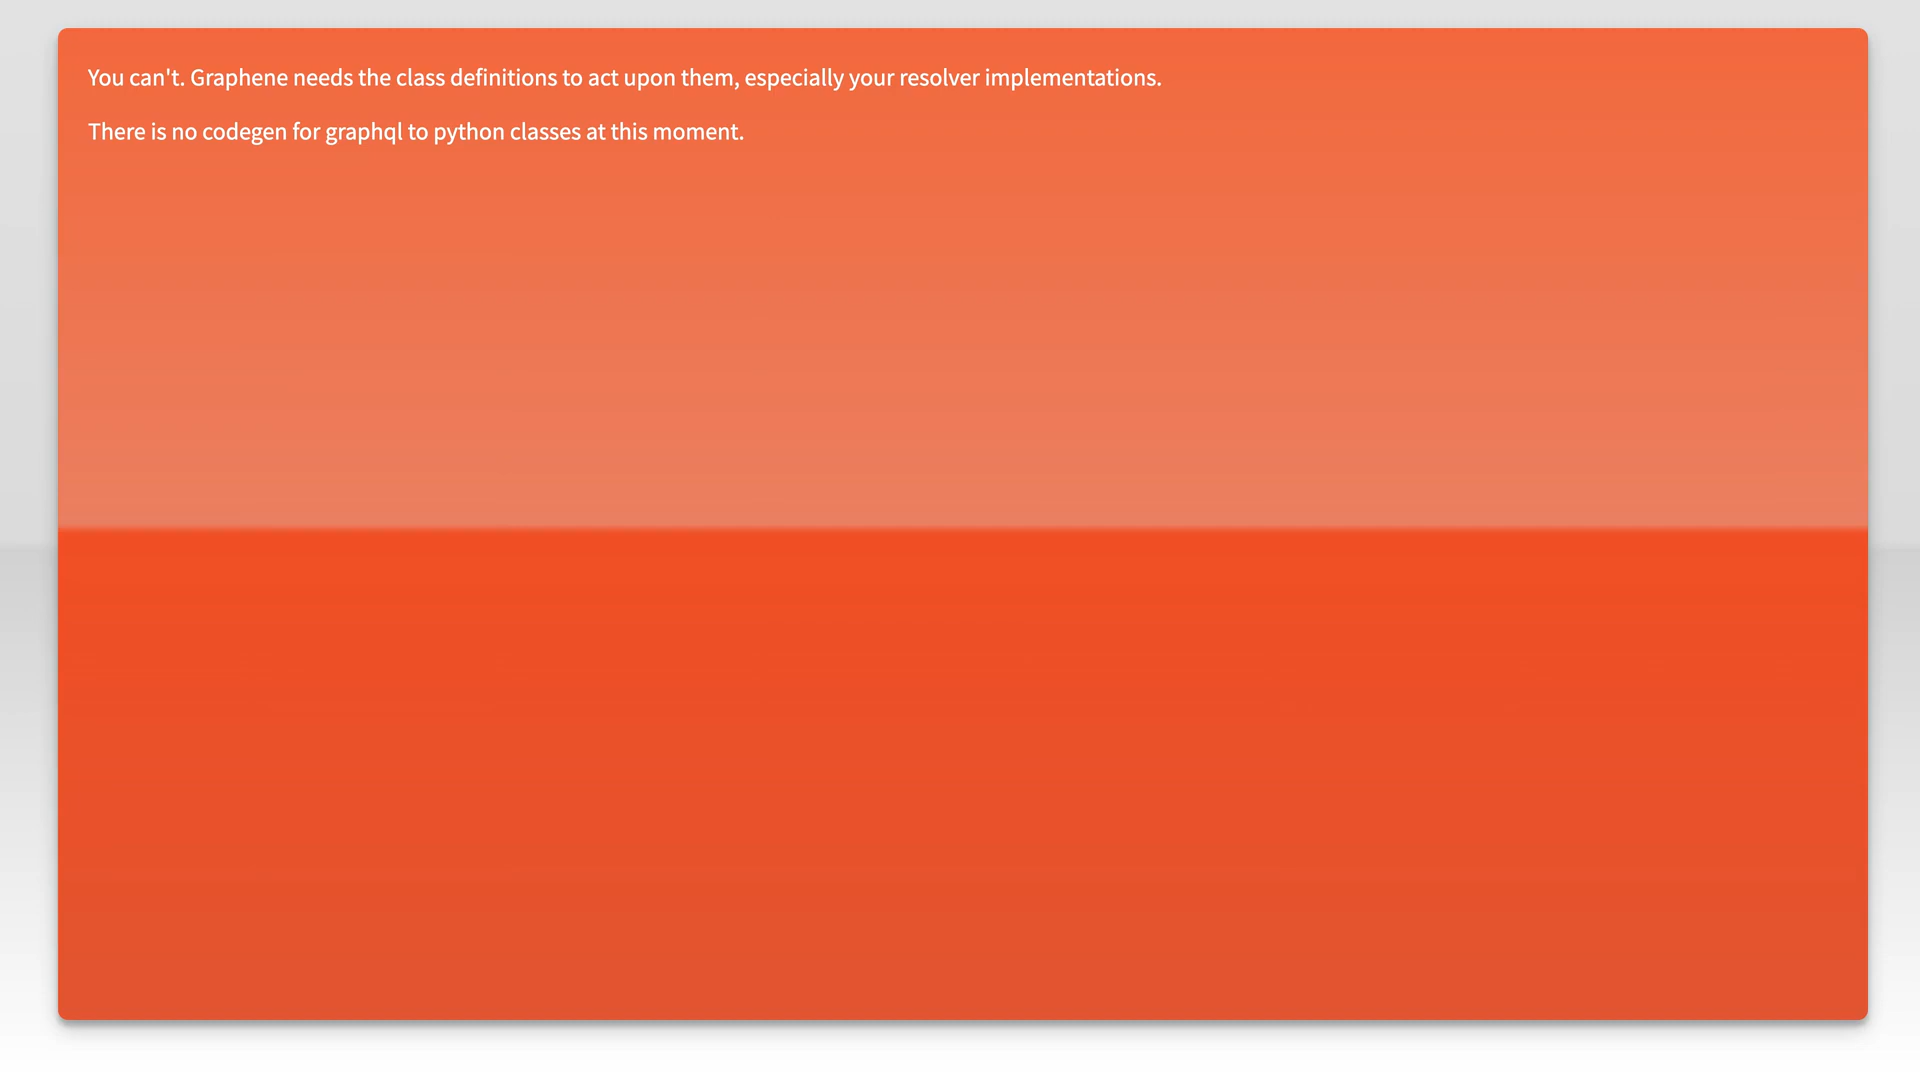 You can't. Graphene needs the class definitions to act upon them, especially your resolver implementations.
There is no codegen for graphql to python classes at this moment.